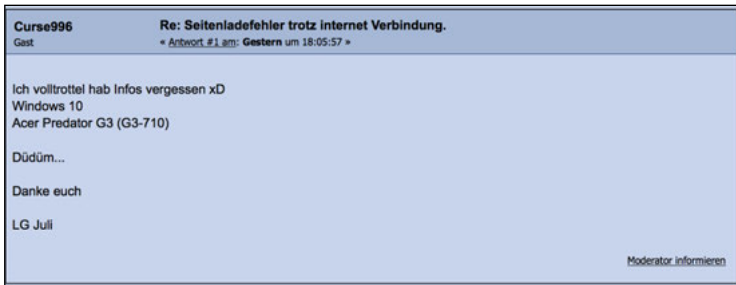 Curse996
Gast
Re: Seitenladefehler trotz internet Verbindung.
« Antwort #1 am: Gestern um 18:05:57 »
Ich volltrottel hab Infos vergessen xD
Windows 10
Acer Predator G3 (G3-710)
Düdüm...
Danke euch
LG Juli
Moderator informieren